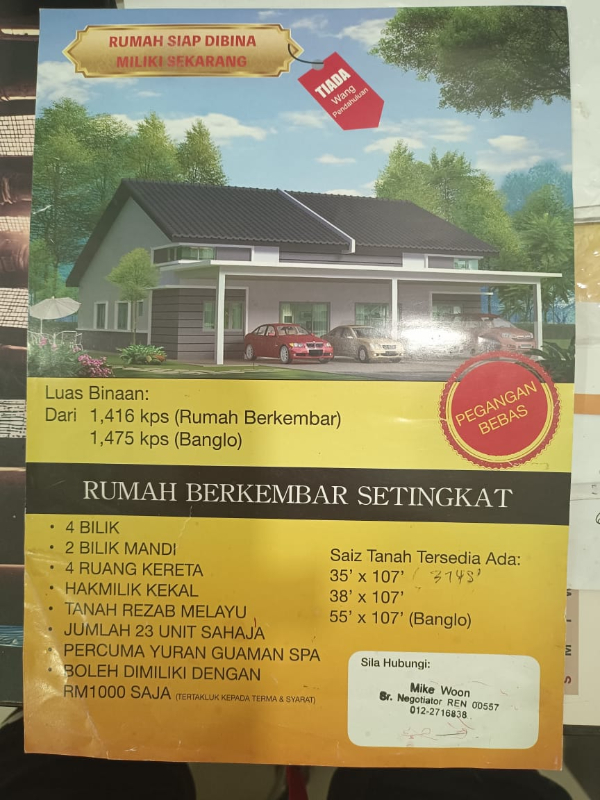 RUMAH SIAP DIBINA
MILIKI SEKARANG
TIADA
Wang
Pendahuluan
Luas Binaan:
Dari 1,416 kps (Rumah Berkembar)
1,475 kps (Banglo)
PEGANGAN
BEBAS
RUMAH BERKEMBAR SETINGKAT
• 4 BILIK
• 2 BILIK MANDI
• 4 RUANG KERETA
• HAKMILIK KEKAL
• TANAH REZAB MELAYU
• JUMLAH 23 UNIT SAHAJA
• PERCUMA YURAN GUAMAN SPA
• BOLEH DIMILIKI DENGAN
RM1000 SAJA (TERTAKLUK KEPADA TERMA & SYARAT)
Saiz Tanah Tersedia Ada:
35' x 107'
38' x 107'
55' x 107' (Banglo)
Sila Hubungi:
Mike Woon
Sr. Negotiator REN 00557
012-2716838